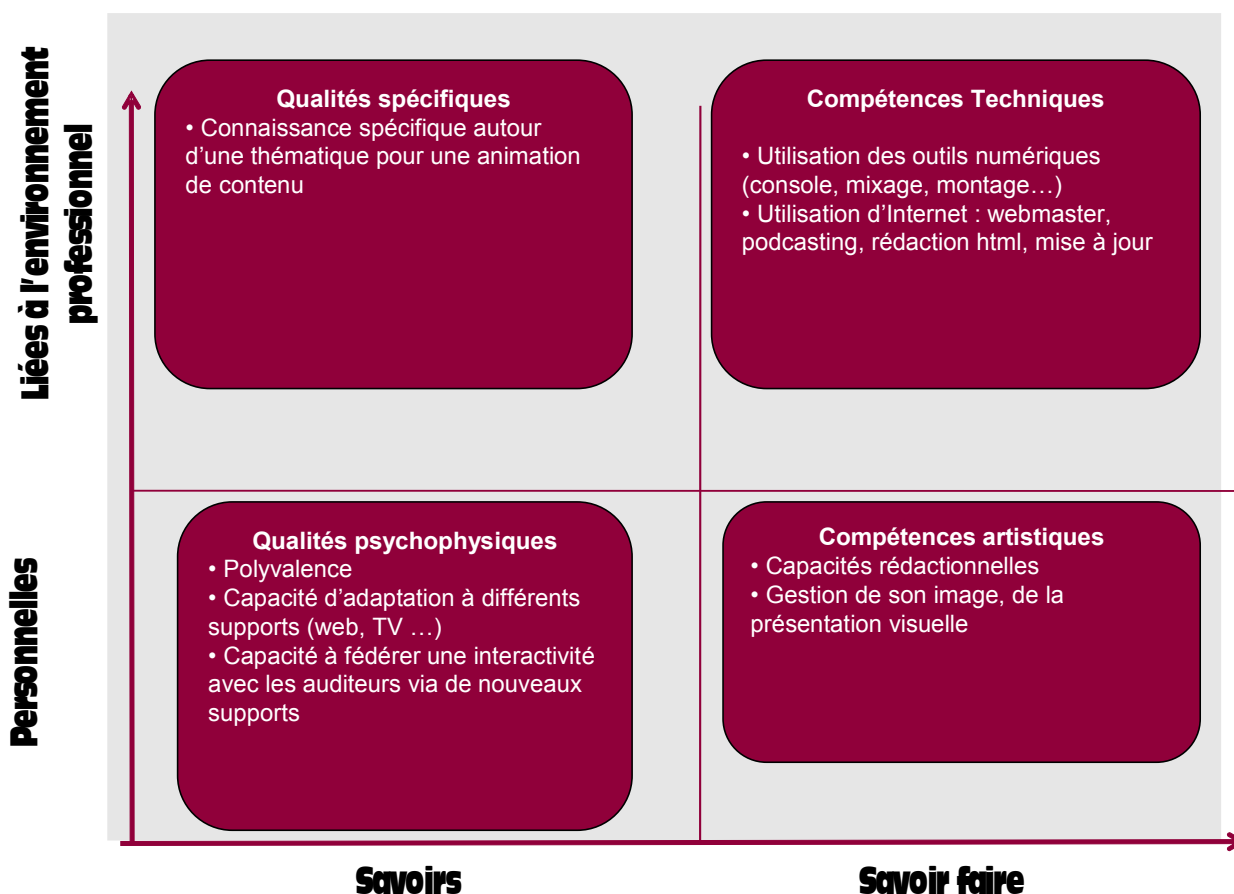 Liées à l'environnement
professionnel
Qualités spécifiques
• Connaissance spécifique autour
d'une thématique pour une animation
de contenu
Compétences Techniques
• Utilisation des outils numériques
(console, mixage, montage…)
• Utilisation d'Internet : webmaster,
podcasting, rédaction html, mise à jour
Personnelles
Qualités psychophysiques
• Polyvalence
• Capacité d'adaptation à différents
supports (web, TV …)
• Capacité à fédérer une interactivité
avec les auditeurs via de nouveaux
supports
Compétences artistiques
• Capacités rédactionnelles
• Gestion de son image, de la
présentation visuelle
Savoirs
Savoir faire